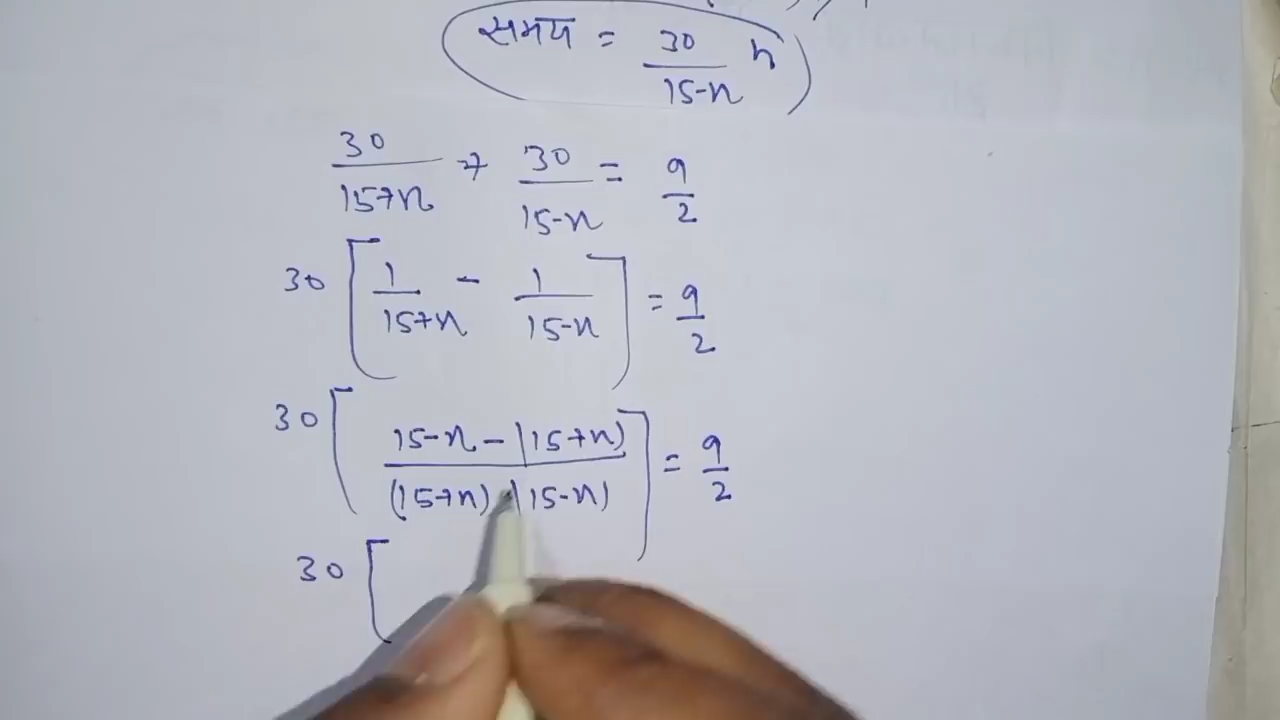 समय = 30/15-n h
30/15+n + 30/15-n = 9/2
30 [1/15+n - 1/15-n] = 9/2
30 [15-n-(15+n)/(15+n)(15-n)] = 9/2
30 [